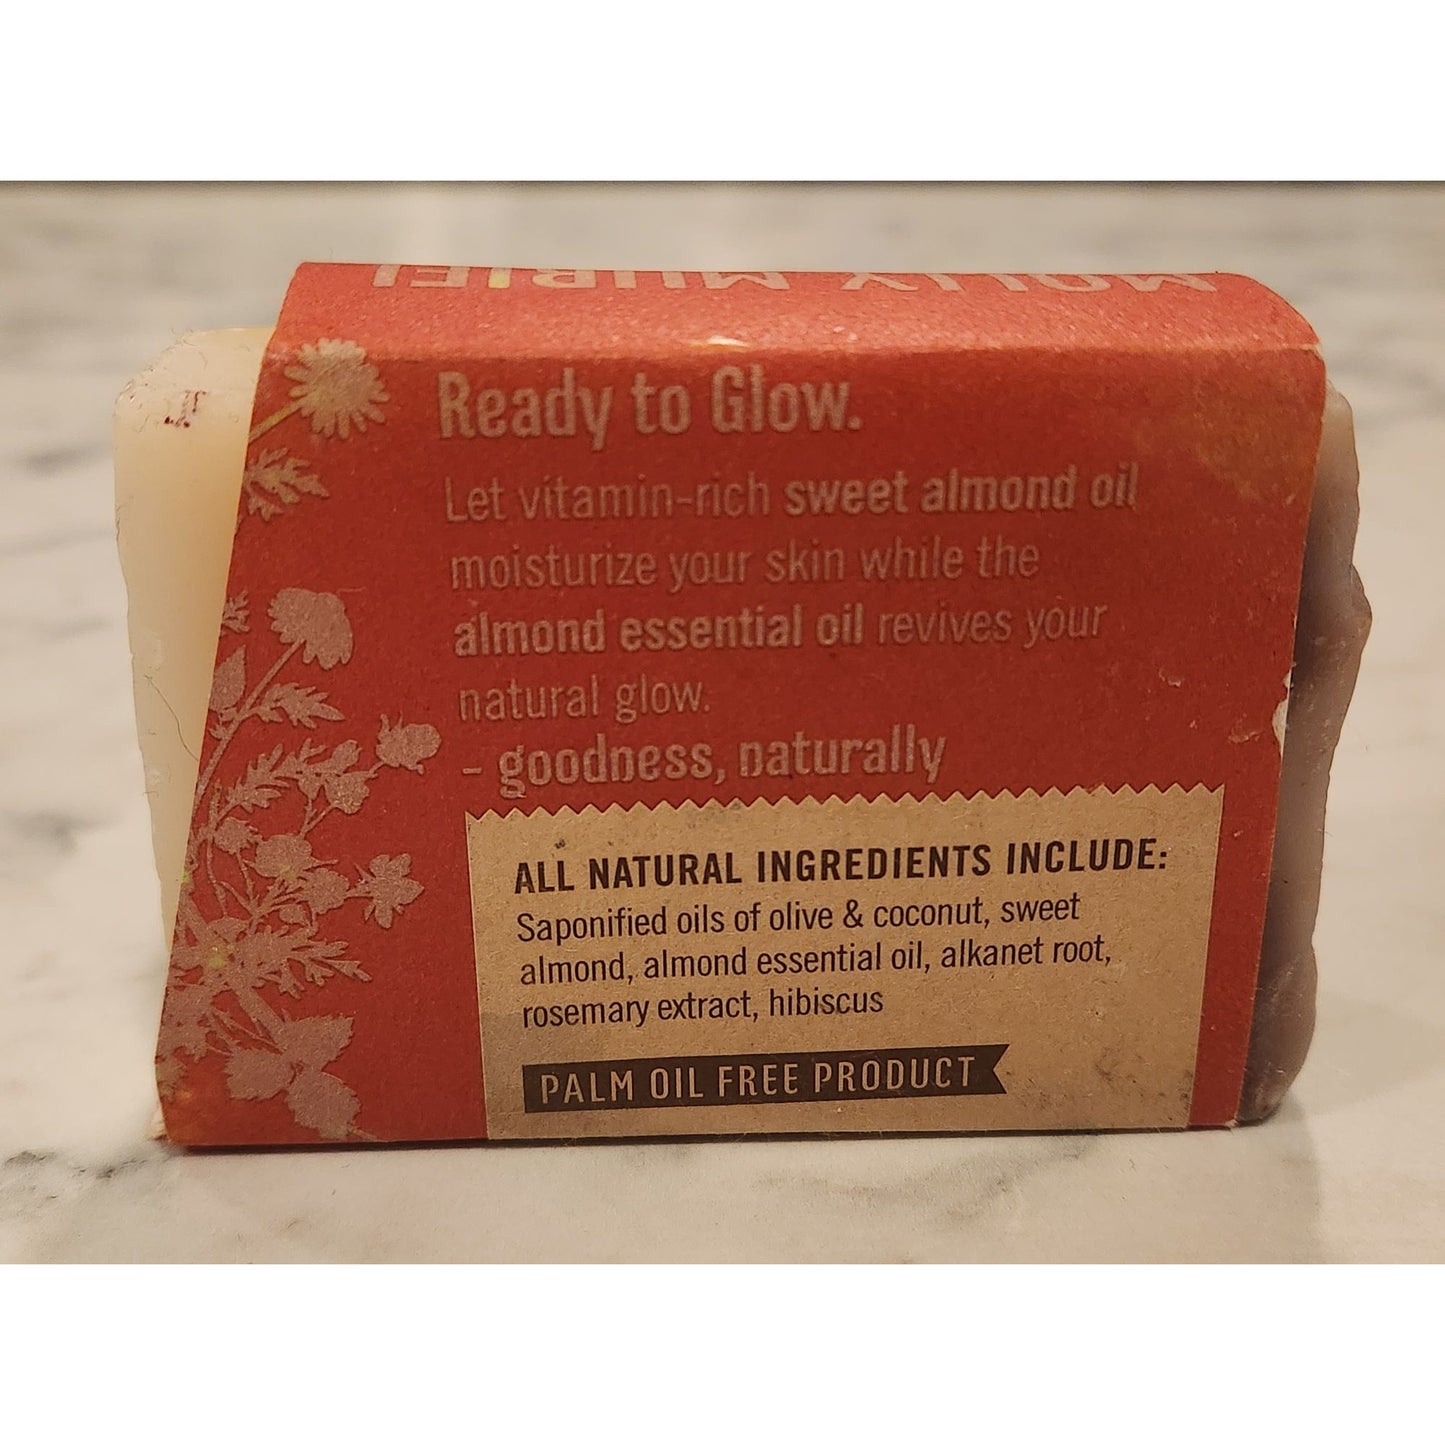 MOLLY MURIEL
Ready to Glow.
Let vitamin-rich sweet almond oil
moisturize your skin while the
almond essential oil revives your
natural glow.
- goodness, naturally
ALL NATURAL INGREDIENTS INCLUDE:
Saponified oils of olive & coconut, sweet
almond, almond essential oil, alkanet root,
rosemary extract, hibiscus
PALM OIL FREE PRODUCT